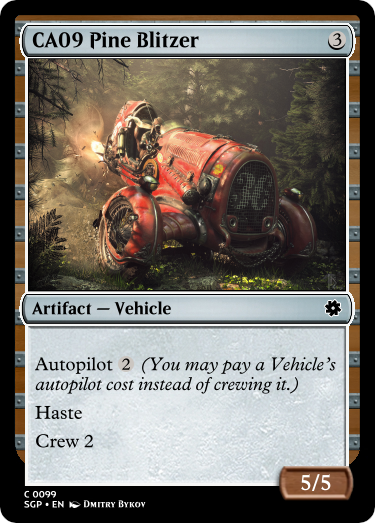 CA09 Pine Blitzer 3
Artifact — Vehicle
Autopilot 2 (You may pay a Vehicle's
autopilot cost instead of crewing it.)
Haste
Crew 2
5/5
C 0099
SGP • EN Dmitry Bykov